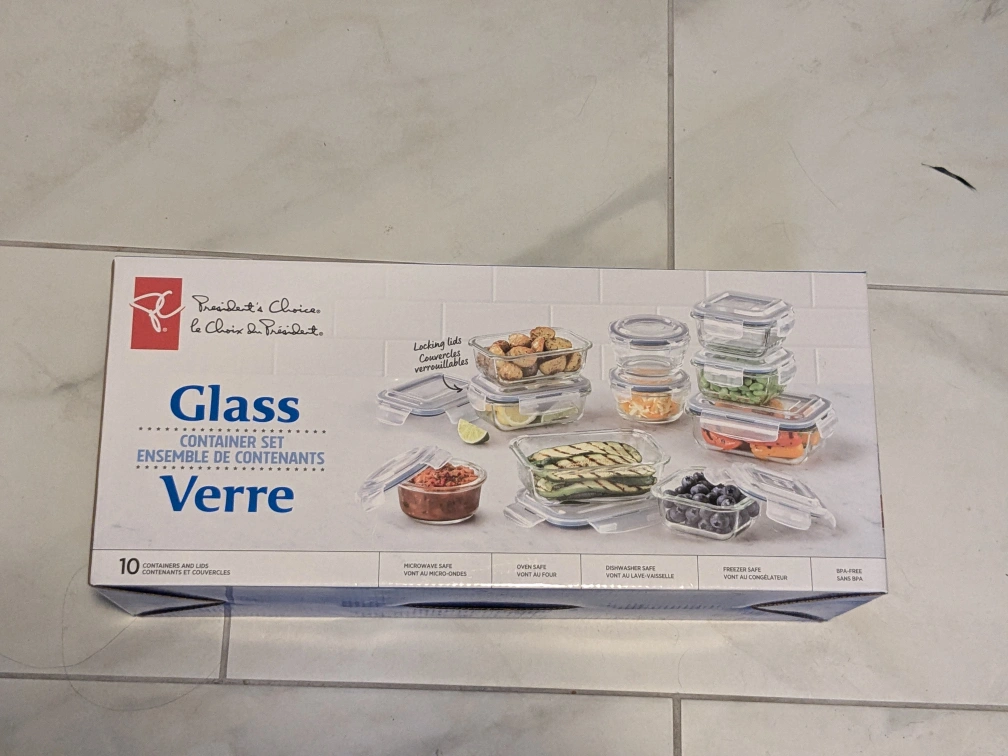 President's Choice®
le Choix du Président®
Locking lids
Couvercles
verrouillables
Glass
CONTAINER SET
ENSEMBLE DE CONTENANTS
Verre
10 CONTAINERS AND LIDS
CONTENANTS ET COUVERCLES
MICROWAVE SAFE
VONT AU MICRO-ONDES
OVEN SAFE
VONT AU FOUR
DISHWASHER SAFE
VONT AU LAVE-VAISSELLE
FREEZER SAFE
VONT AU CONGÉLATEUR
BPA-FREE
SANS BPA